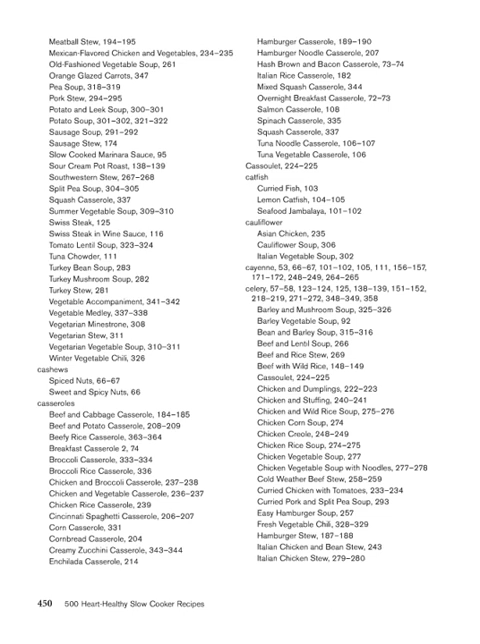 Meatball Stew, 194–195
Mexican-Flavored Chicken and Vegetables, 234–235
Old-Fashioned Vegetable Soup, 261
Orange Glazed Carrots, 347
Pea Soup, 318–319
Pork Stew, 294–295
Potato and Leek Soup, 300–301
Potato Soup, 301–302, 321–322
Sausage Soup, 291–292
Sausage Stew, 174
Slow Cooked Marinara Sauce, 95
Sour Cream Pot Roast, 138–139
Southwestern Stew, 267–268
Split Pea Soup, 304–305
Squash Casserole, 337
Summer Vegetable Soup, 309–310
Swiss Steak, 125
Swiss Steak in Wine Sauce, 116
Tomato Lentil Soup, 323–324
Tuna Chowder, 111
Turkey Bean Soup, 283
Turkey Mushroom Soup, 282
Turkey Stew, 281
Vegetable Accompaniment, 341–342
Vegetable Medley, 337–338
Vegetarian Minestrone, 308
Vegetarian Stew, 311
Vegetarian Vegetable Soup, 310–311
Winter Vegetable Chili, 326
cashews
Spiced Nuts, 66–67
Sweet and Spicy Nuts, 66
casseroles
Beef and Cabbage Casserole, 184–185
Beef and Potato Casserole, 208–209
Beefy Rice Casserole, 363–364
Breakfast Casserole 2, 74
Broccoli Casserole, 333–334
Broccoli Rice Casserole, 336
Chicken and Broccoli Casserole, 237–238
Chicken and Vegetable Casserole, 236–237
Chicken Rice Casserole, 239
Cincinnati Spaghetti Casserole, 206–207
Corn Casserole, 331
Cornbread Casserole, 204
Creamy Zucchini Casserole, 343–344
Enchilada Casserole, 214
Hamburger Casserole, 189–190
Hamburger Noodle Casserole, 207
Hash Brown and Bacon Casserole, 73–74
Italian Rice Casserole, 182
Mixed Squash Casserole, 344
Overnight Breakfast Casserole, 72–73
Salmon Casserole, 108
Spinach Casserole, 335
Squash Casserole, 337
Tuna Noodle Casserole, 106–107
Tuna Vegetable Casserole, 106
Cassoulet, 224–225
catfish
Curried Fish, 103
Lemon Catfish, 104–105
Seafood Jambalaya, 101–102
cauliflower
Asian Chicken, 235
Cauliflower Soup, 306
Italian Vegetable Soup, 302
cayenne, 53, 66–67, 101–102, 105, 111, 156–157,
171–172, 248–249, 264–265
celery, 57–58, 123–124, 125, 138–139, 151–152,
218–219, 271–272, 348–349, 358
Barley and Mushroom Soup, 325–326
Barley Vegetable Soup, 92
Bean and Barley Soup, 315–316
Beef and Lentil Soup, 266
Beef and Rice Stew, 269
Beef with Wild Rice, 148–149
Cassoulet, 224–225
Chicken and Dumplings, 222–223
Chicken and Stuffing, 240–241
Chicken and Wild Rice Soup, 275–276
Chicken Corn Soup, 274
Chicken Creole, 248–249
Chicken Rice Soup, 274–275
Chicken Vegetable Soup, 277
Chicken Vegetable Soup with Noodles, 277–278
Cold Weather Beef Stew, 258–259
Curried Chicken with Tomatoes, 233–234
Curried Pork and Split Pea Soup, 293
Easy Hamburger Soup, 257
Fresh Vegetable Chili, 328–329
Hamburger Stew, 187–188
Italian Chicken and Bean Stew, 243
Italian Chicken Stew, 279–280
450 500 Heart-Healthy Slow Cooker Recipes